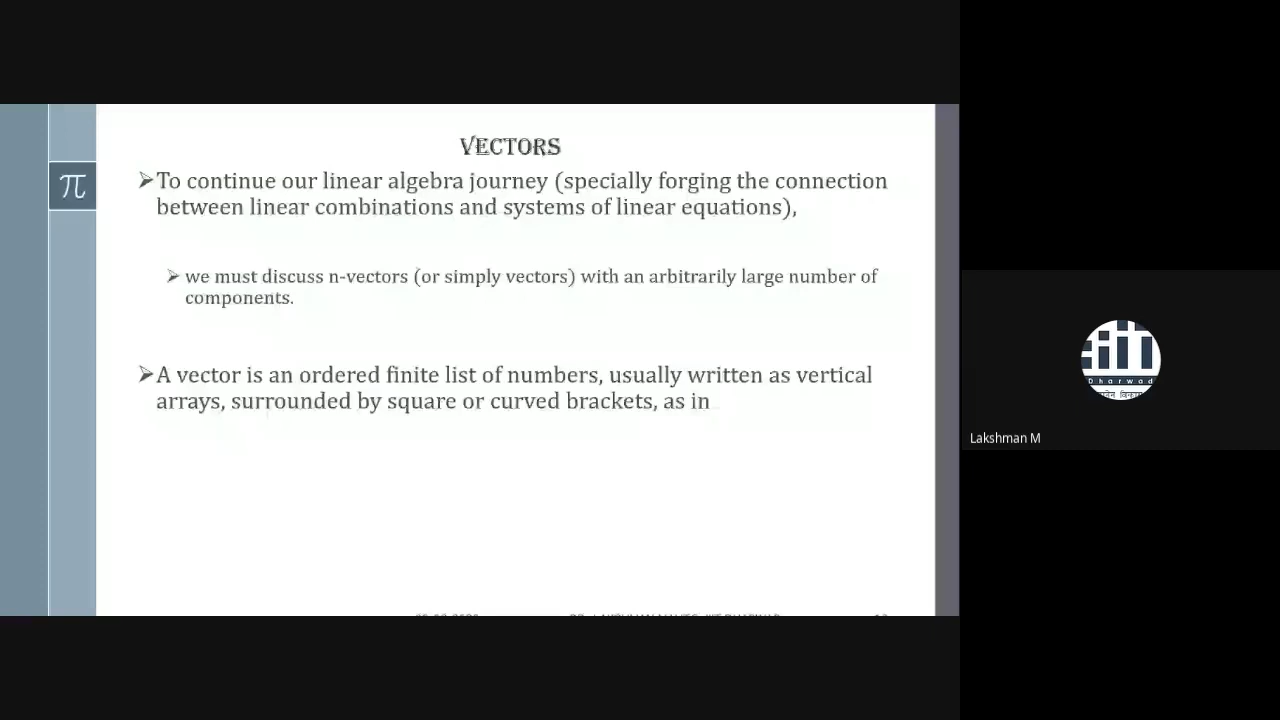 VECTORS
π
➢To continue our linear algebra journey (specially forging the connection
between linear combinations and systems of linear equations),
➢ we must discuss n-vectors (or simply vectors) with an arbitrarily large number of
components.
➢A vector is an ordered finite list of numbers, usually written as vertical
arrays, surrounded by square or curved brackets, as in
Dharwad
Lakshman M